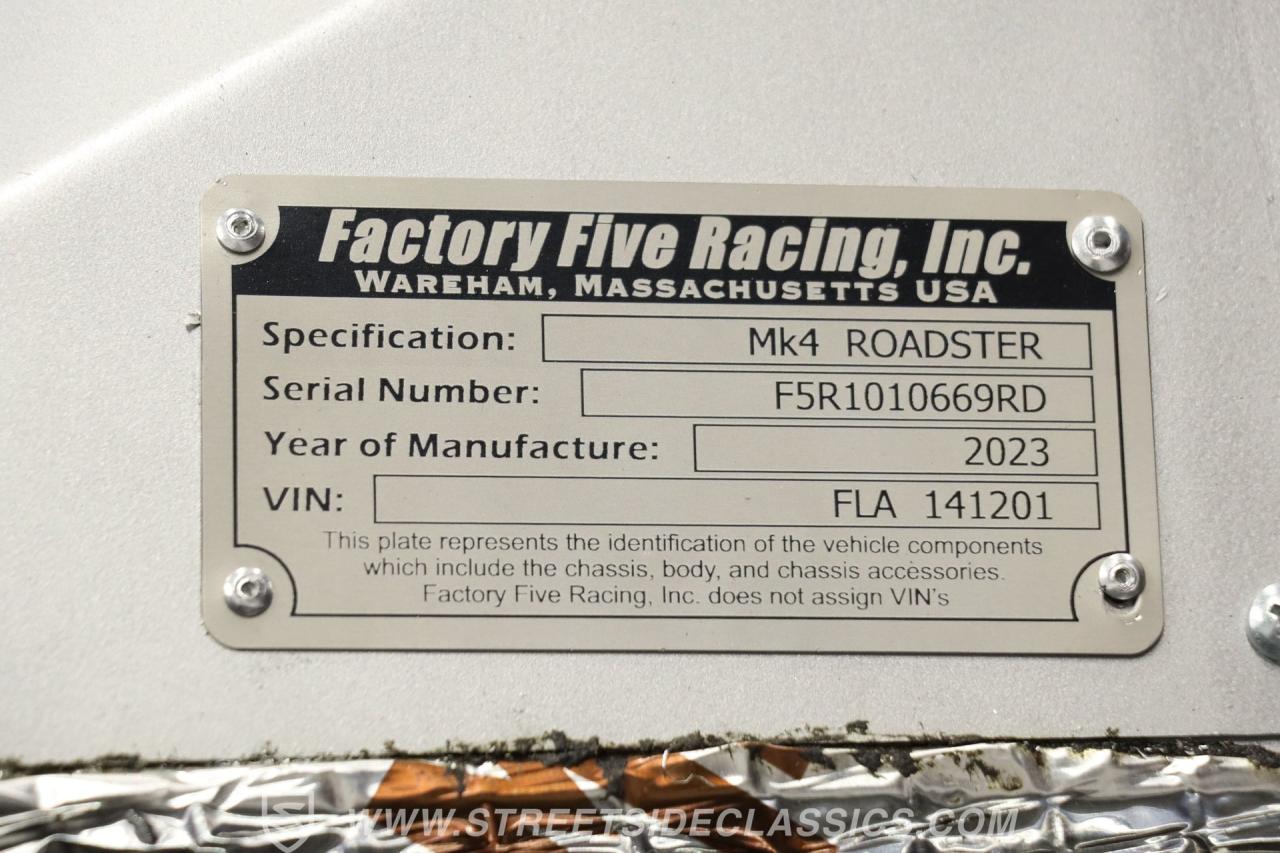 Factory Five Racing, Inc.
WAREHAM, MASSACHUSETTS USA
Specification: Mk4 ROADSTER
Serial Number: F5R1010669RD
Year of Manufacture: 2023
VIN: FLA 141201
This plate represents the identification of the vehicle components
which include the chassis, body, and chassis accessories.
Factory Five Racing, Inc. does not assign VIN's
WWW.STREETSIDECLASSICS.COM